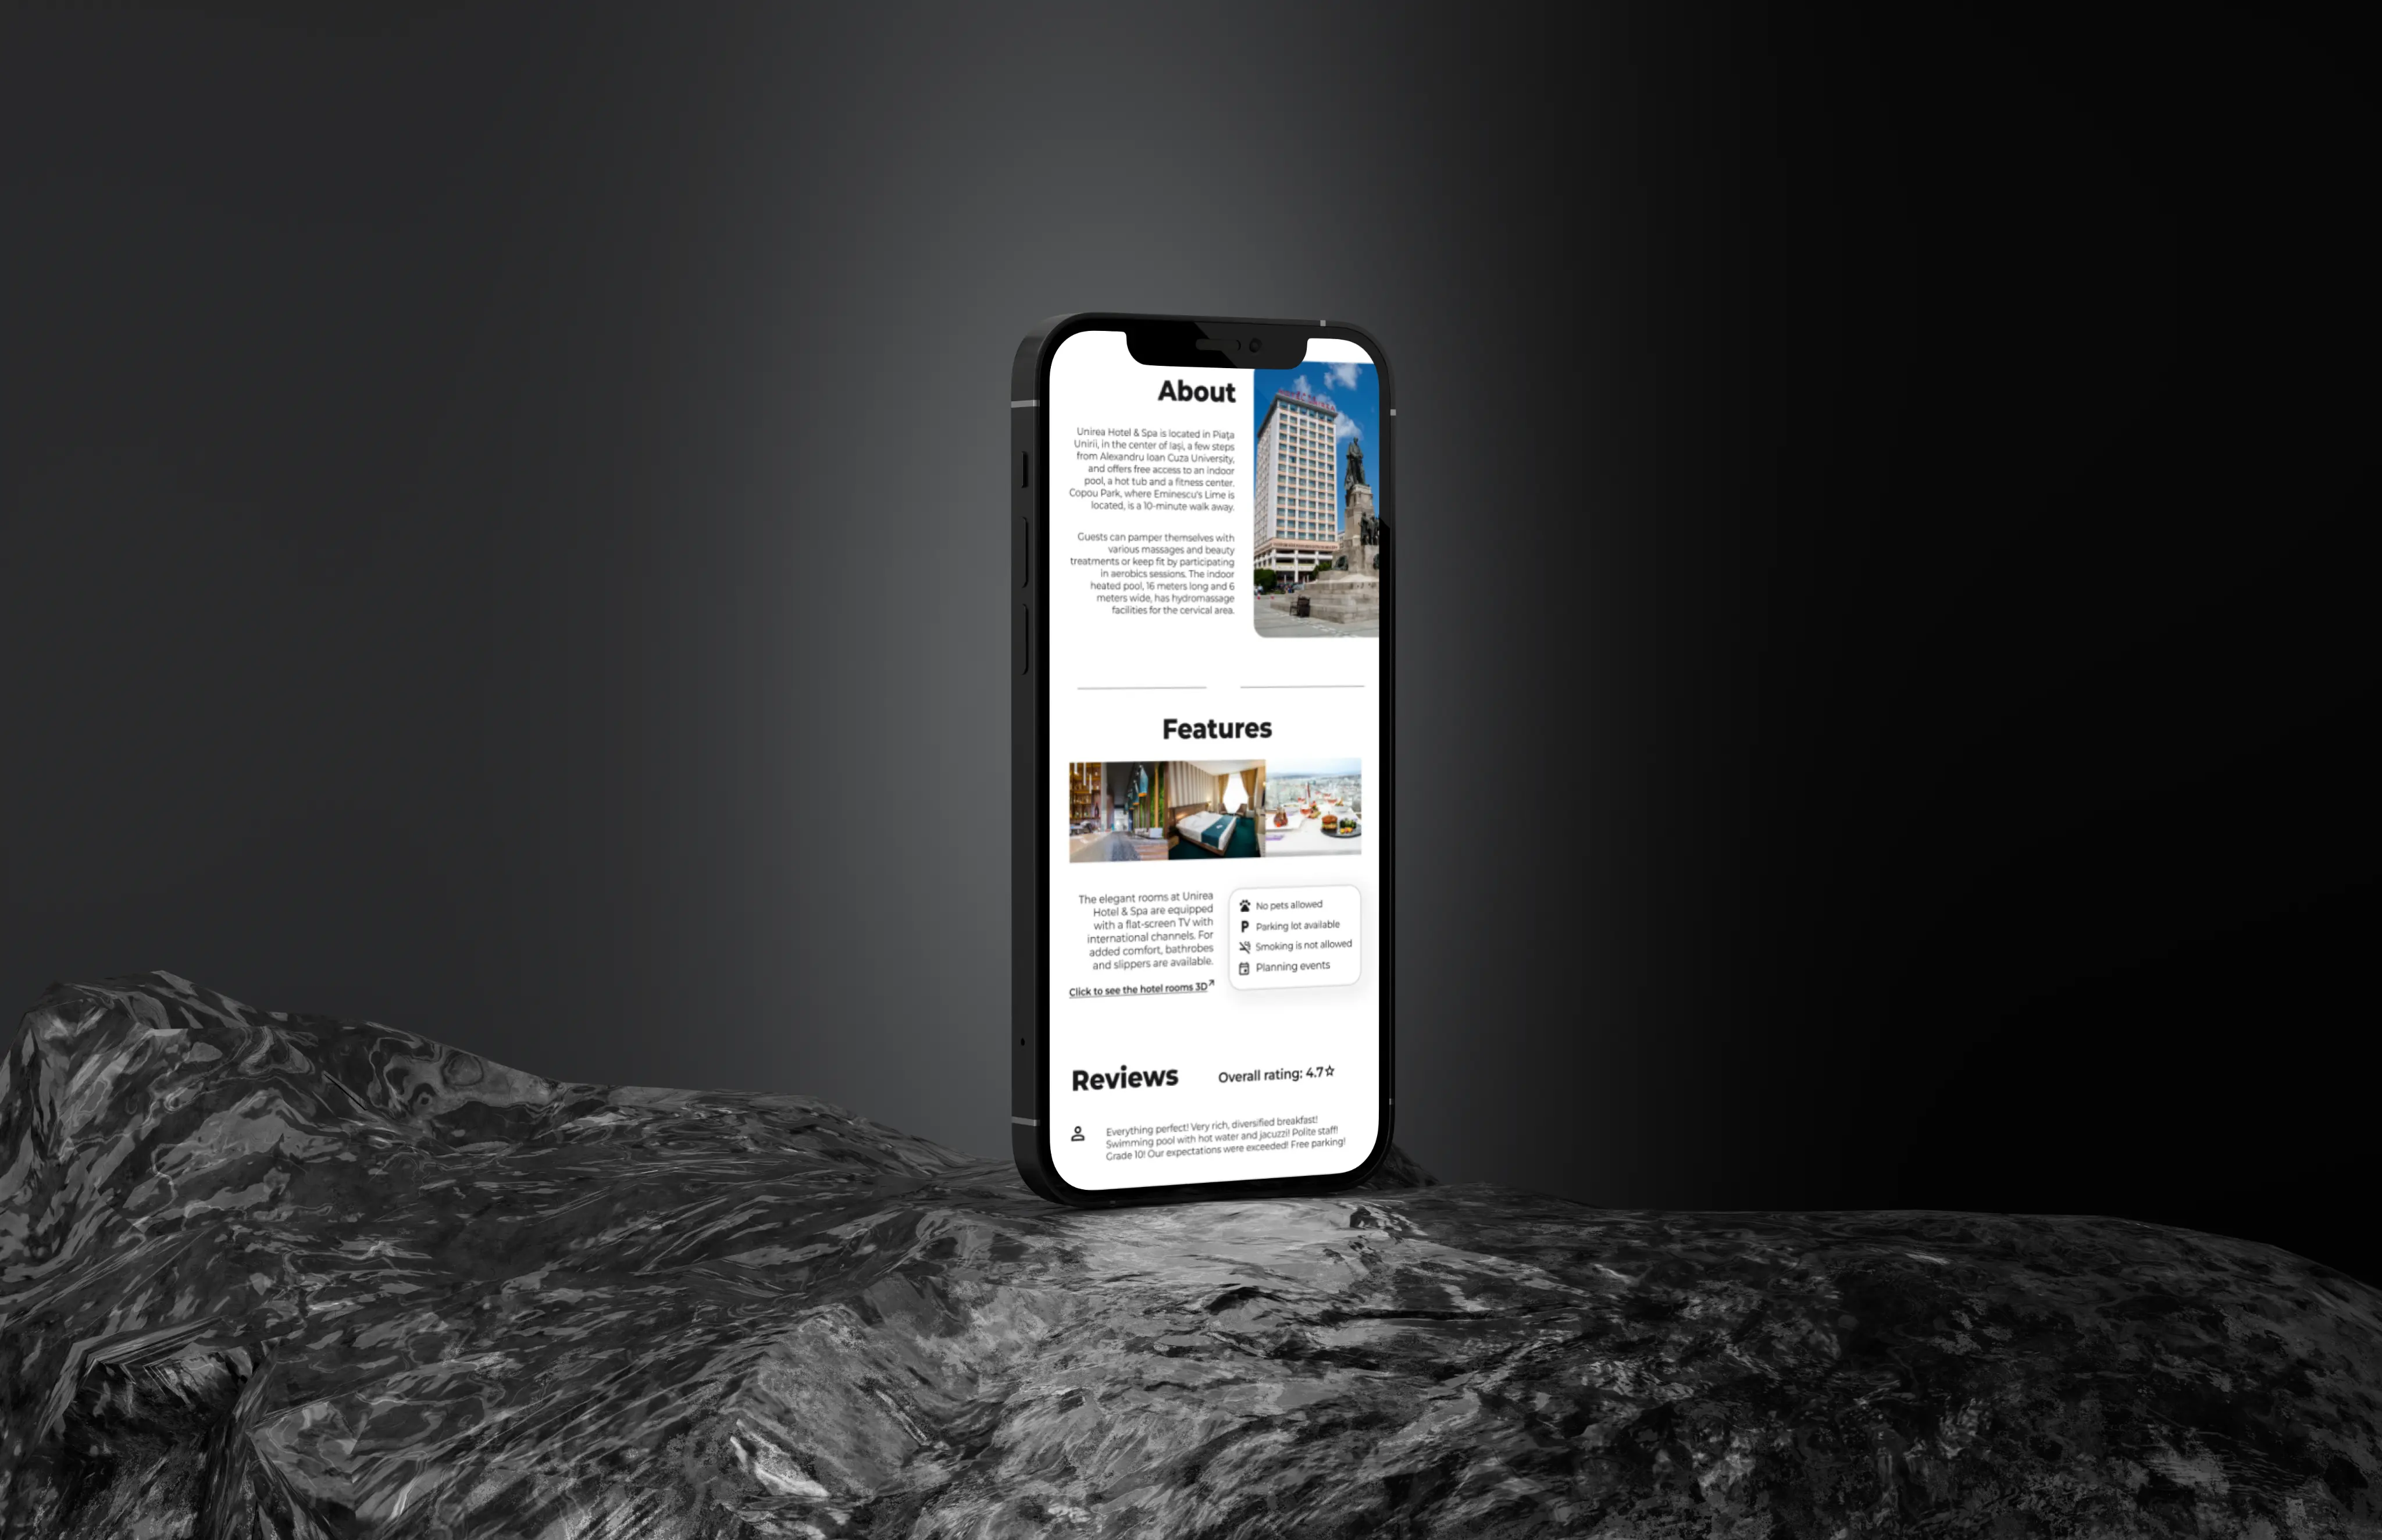 About
Unirea Hotel & Spa is located in Piața
Unirii, in the center of Iași, a few steps
from Alexandru Ioan Cuza University,
and offers free access to an indoor
pool, a hot tub and a fitness center.
Copou Park, where Eminescu's Lime is
located, is a 10-minute walk away.
Guests can pamper themselves with
various massages and beauty
treatments or keep fit by participating
in aerobics sessions. The indoor
heated pool, 16 meters long and 6
meters wide, has hydromassage
facilities for the cervical area.
Features
The elegant rooms at Unirea
Hotel & Spa are equipped
with a flat-screen TV with
international channels. For
added comfort, bathrobes
and slippers are available.
Click to see the hotel rooms 3D
No pets allowed
P Parking lot available
Smoking is not allowed
Planning events
Reviews
Overall rating: 4.7
Everything perfect! Very rich, diversified breakfast!
Swimming pool with hot water and jacuzzi! Polite staff!
Grade 10! Our expectations were exceeded! Free parking!